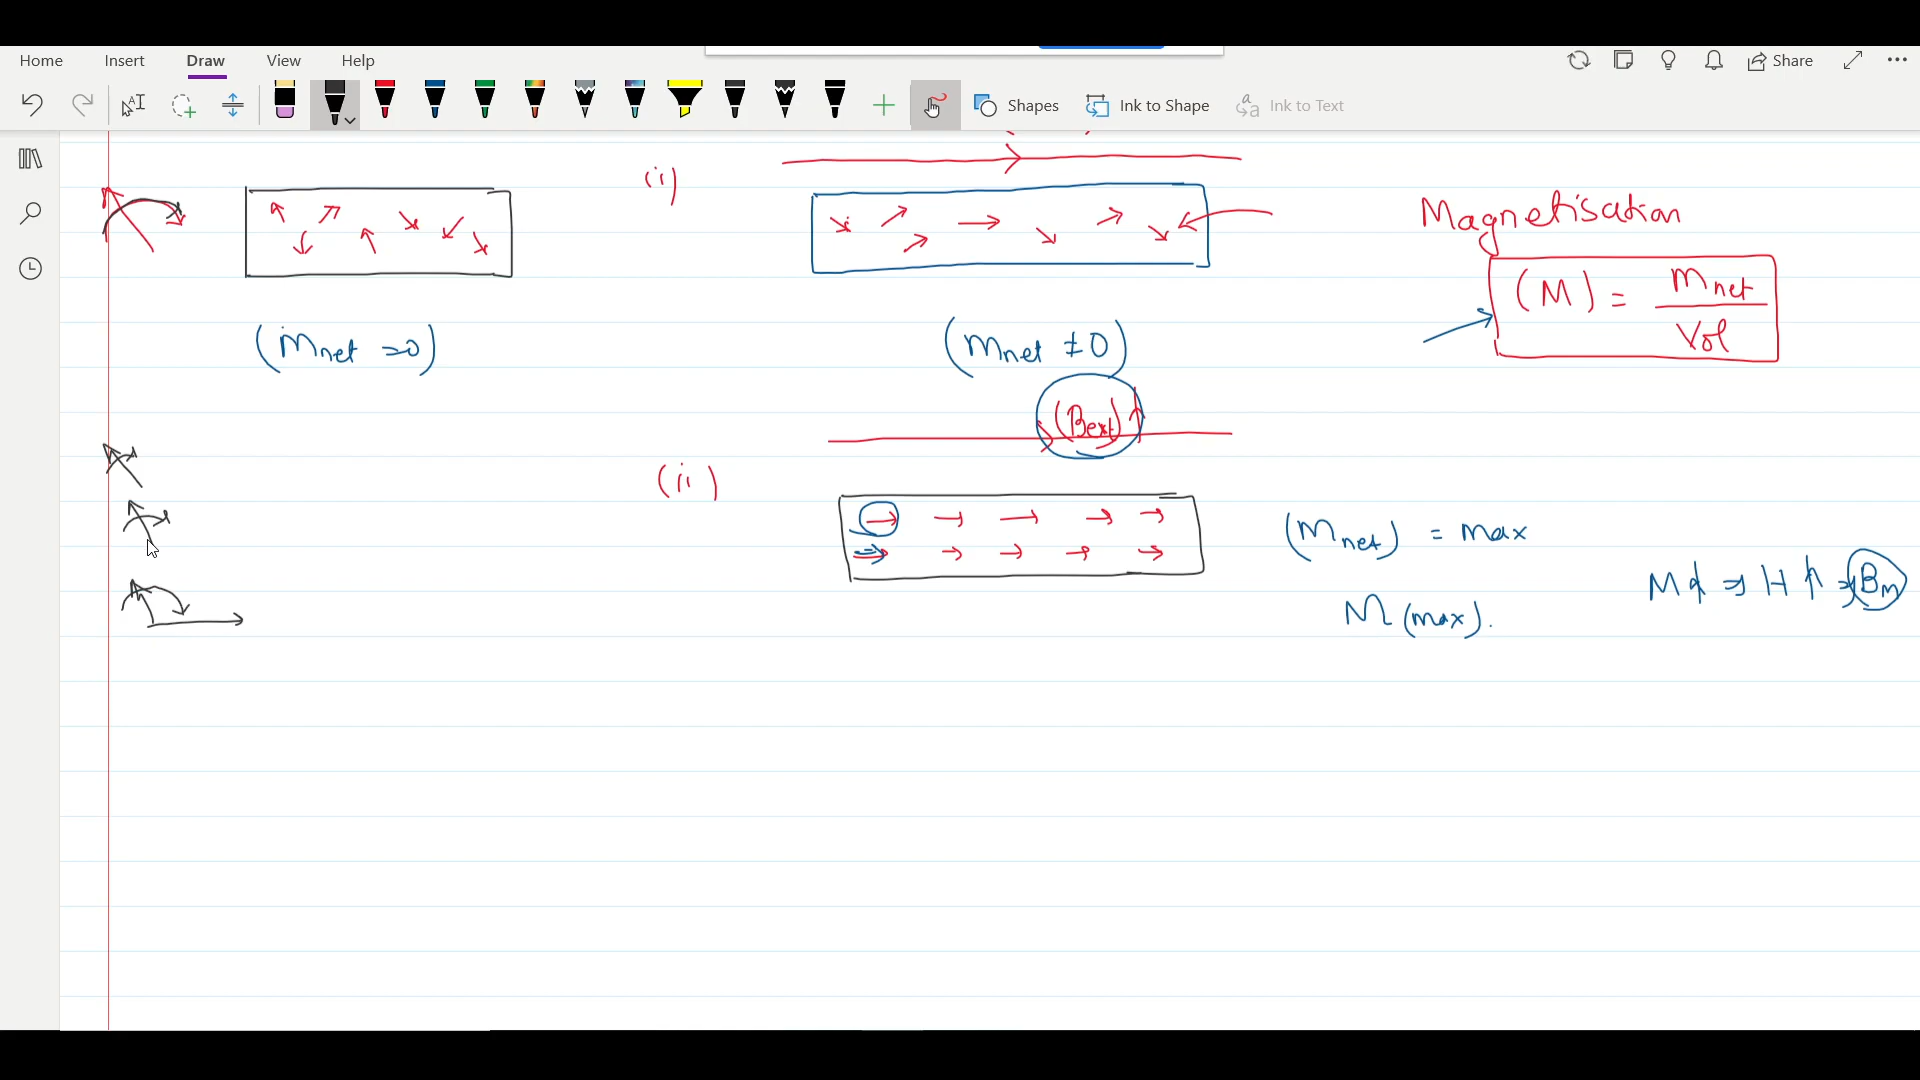 Home Insert Draw View Help Share
Shapes Ink to Shape Ink to Text
(ii)
Magnetisation
(M) = Mnet / Vol
(Mnet =0)
(Mnet ≠ 0)
(Bext) ↑
(ii)
(Mnet) = max
M (max).
M↑ ⇒ H ↑ ⇒ Bm